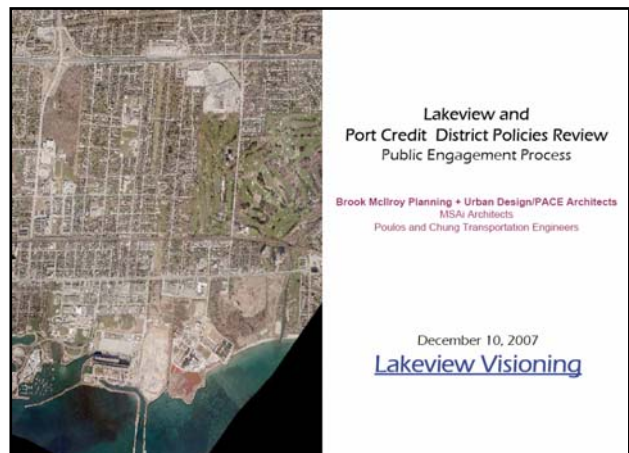 Lakeview and
Port Credit District Policies Review
Public Engagement Process
Brook McIlroy Planning + Urban Design/PACE Architects
MSAi Architects
Poulos and Chung Transportation Engineers
December 10, 2007
Lakeview Visioning